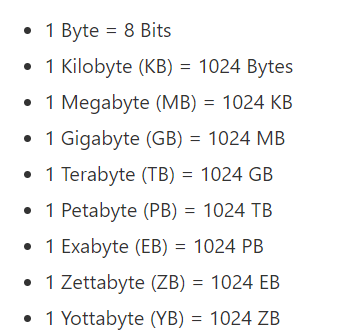 • 1 Byte = 8 Bits
• 1 Kilobyte (KB) = 1024 Bytes
• 1 Megabyte (MB) = 1024 KB
• 1 Gigabyte (GB) = 1024 MB
• 1 Terabyte (TB) = 1024 GB
• 1 Petabyte (PB) = 1024 TB
• 1 Exabyte (EB) = 1024 PB
• 1 Zettabyte (ZB) = 1024 EB
• 1 Yottabyte (YB) = 1024 ZB